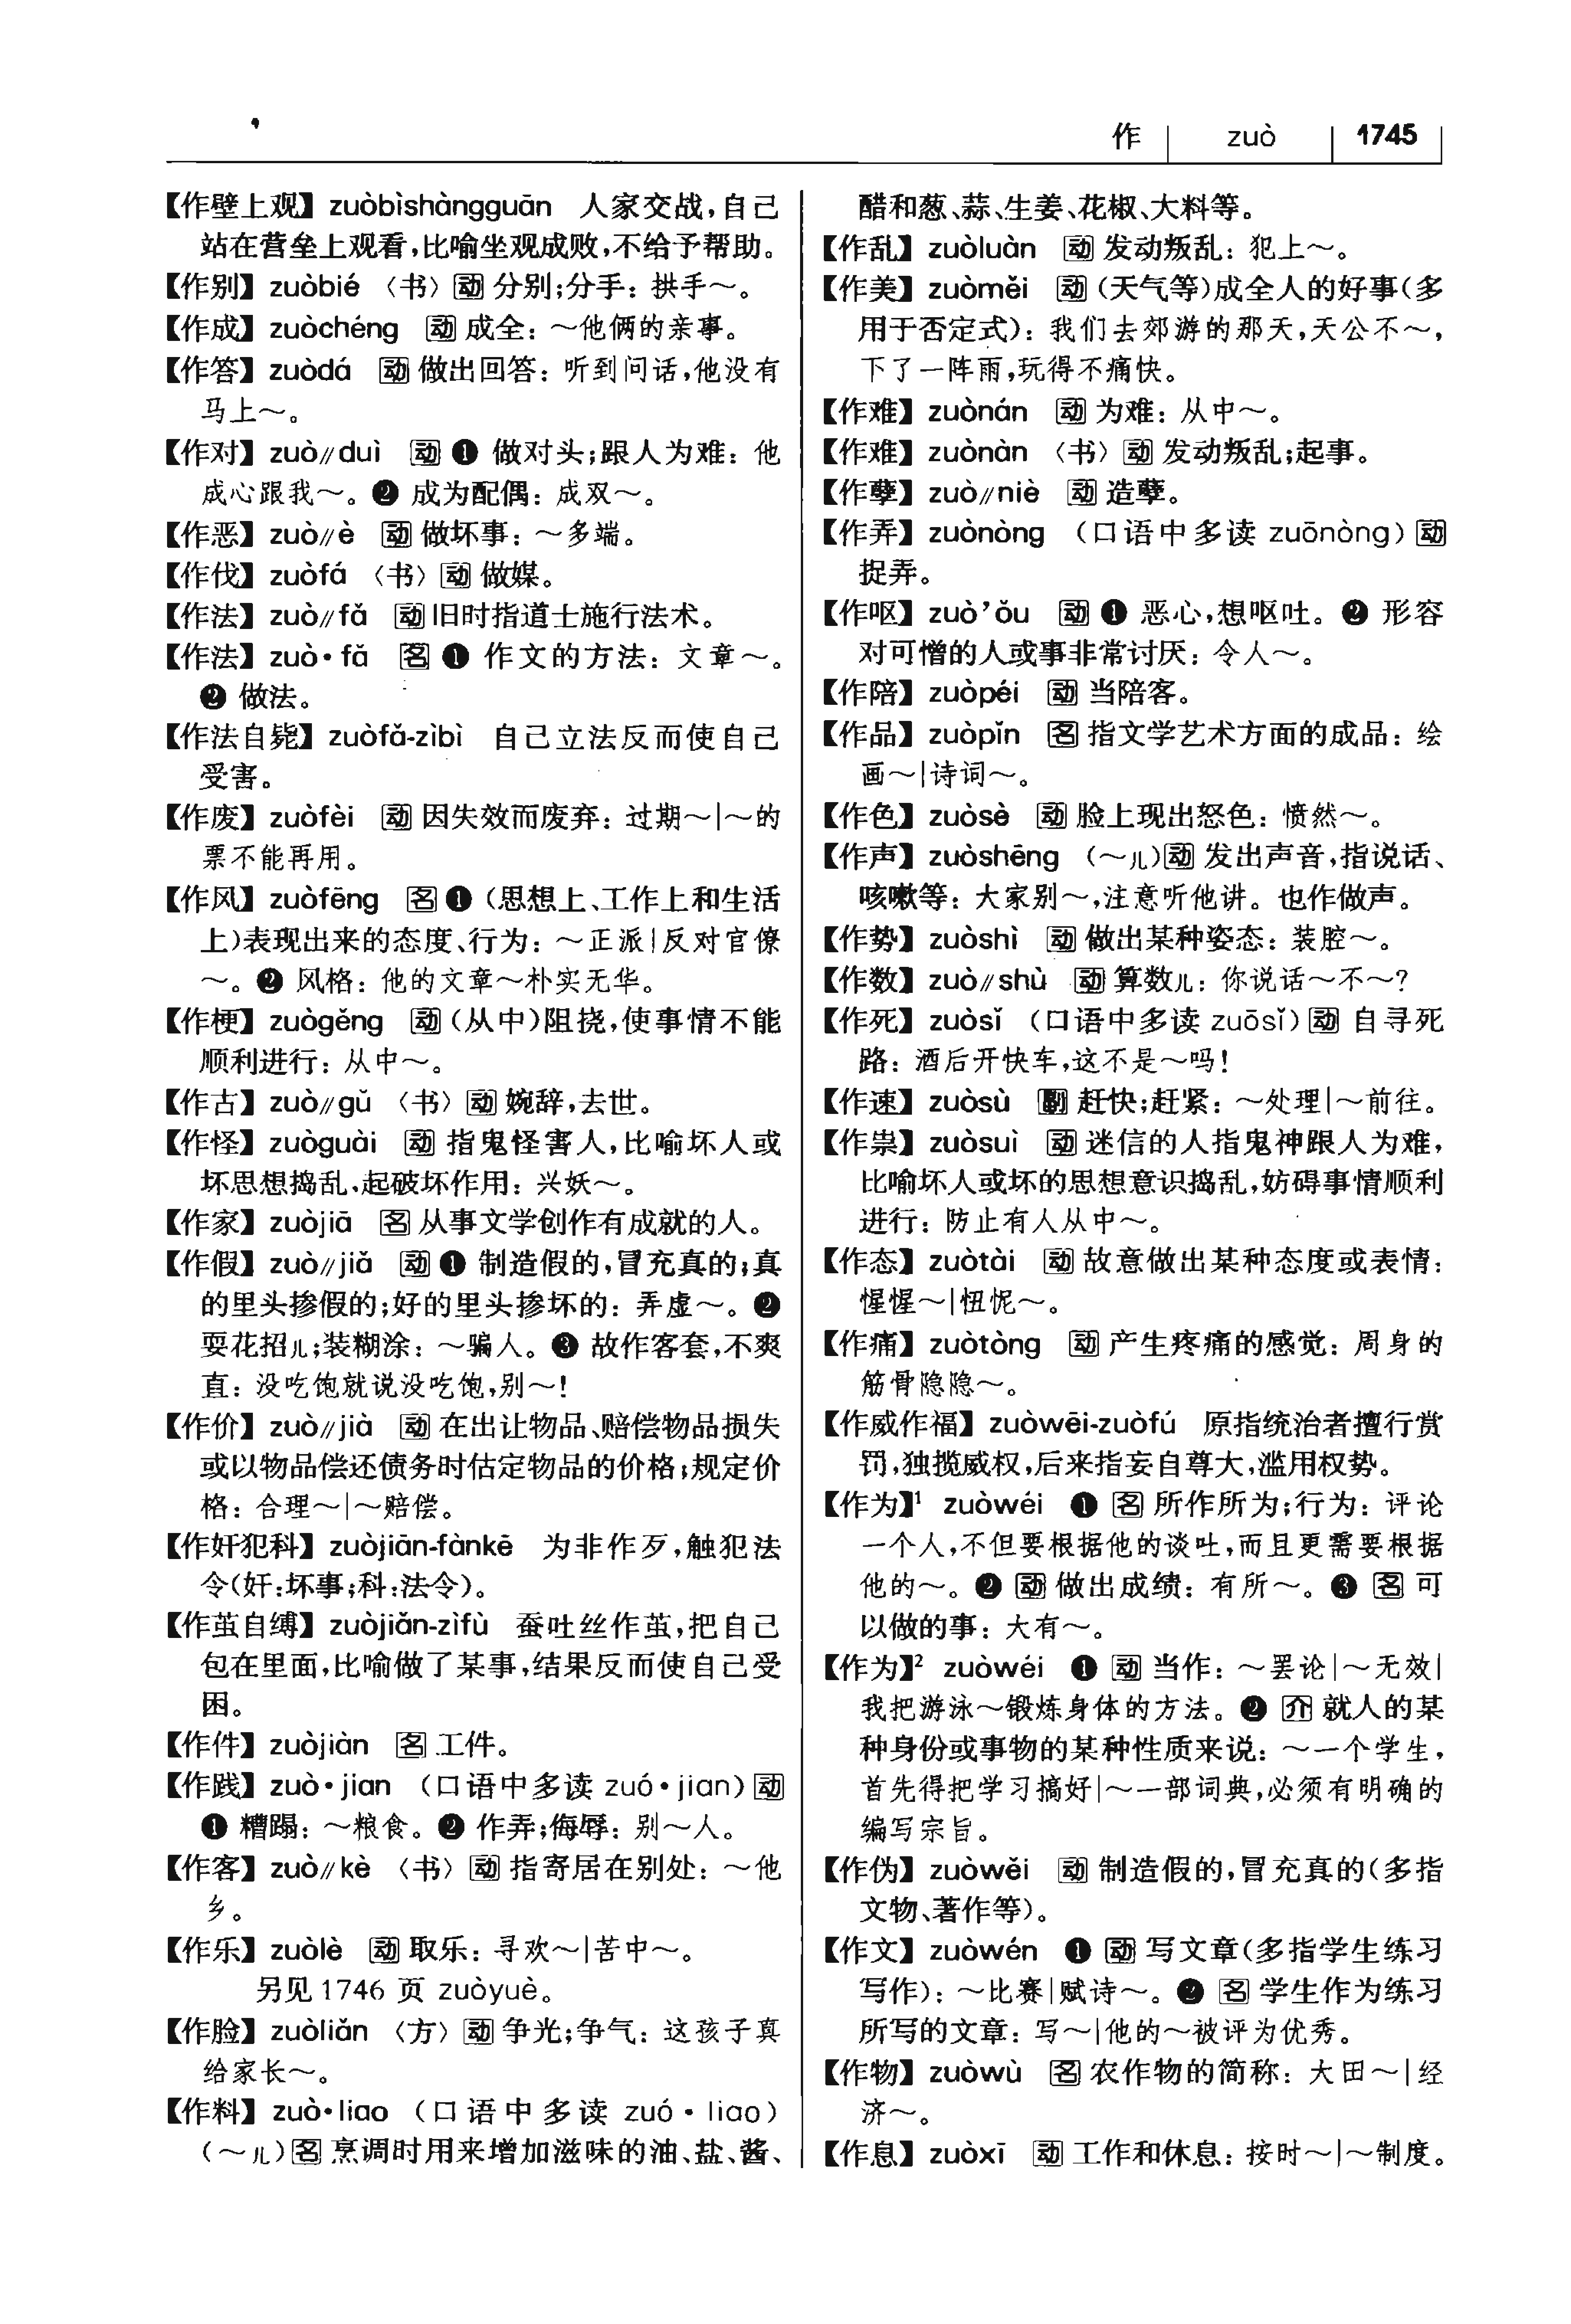 作 zuò 1745
【作壁上观】 zuòbìshàngguān 人家交战,自己
站在营垒上观看,比喻坐观成败,不给予帮助。
【作别】 zuòbié 〈书〉 动 分别;分手：拱手～。
【作成】 zuòchéng 动 成全：～他俩的亲事。
【作答】 zuòdá 动 做出回答：听到问话,他没有
马上～。
【作对】 zuò∥duì 动 ❶ 做对头;跟人为难：他
成心跟我～。❷ 成为配偶：成双～。
【作恶】 zuò∥è 动 做坏事：～多端。
【作伐】 zuòfá 〈书〉 动 做媒。
【作法】 zuò∥fǎ 动 旧时指道士施行法术。
【作法】 zuò•fǎ 名 ❶ 作文的方法：文章～。
❷ 做法。
【作法自毙】 zuòfǎ-zìbì 自己立法反而使自己
受害。
【作废】 zuòfèi 动 因失效而废弃：过期～|～的
票不能再用。
【作风】 zuòfēng 名 ❶（思想上、工作上和生活
上）表现出来的态度、行为：～正派|反对官僚
～。❷ 风格：他的文章～朴实无华。
【作梗】 zuògěng 动（从中）阻挠,使事情不能
顺利进行：从中～。
【作古】 zuò∥gǔ 〈书〉 动 婉辞,去世。
【作怪】 zuòguài 动 指鬼怪害人,比喻坏人或
坏思想捣乱,起破坏作用：兴妖～。
【作家】 zuòjiā 名 从事文学创作有成就的人。
【作假】 zuò∥jiǎ 动 ❶ 制造假的,冒充真的;真
的里头掺假的;好的里头掺坏的：弄虚～。❷
耍花招儿;装糊涂：～骗人。❸ 故作客套,不爽
直：没吃饱就说没吃饱,别～!
【作价】 zuò∥jià 动 在出让物品、赔偿物品损失
或以物品偿还债务时估定物品的价格;规定价
格：合理～|～赔偿。
【作奸犯科】 zuòjiān-fànkē 为非作歹,触犯法
令(奸:坏事;科:法令)。
【作茧自缚】 zuòjiǎn-zìfù 蚕吐丝作茧,把自己
包在里面,比喻做了某事,结果反而使自己受
困。
【作件】 zuòjiàn 名 工件。
【作践】 zuò•jian （口语中多读 zuó•jian）动
❶ 糟蹋：～粮食。❷ 作弄;侮辱：别～人。
【作客】 zuò∥kè 〈书〉 动 指寄居在别处：～他
乡。
【作乐】 zuòlè 动 取乐：寻欢～|苦中～。
另见 1746 页 zuòyuè。
【作脸】 zuòliǎn 〈方〉 动 争光;争气：这孩子真
给家长～。
【作料】 zuò•liao （口语中多读 zuó•liao）
（～儿）名 烹调时用来增加滋味的油、盐、酱、
醋和葱、蒜、生姜、花椒、大料等。
【作乱】 zuòluàn 动 发动叛乱：犯上～。
【作美】 zuòměi 动（天气等）成全人的好事（多
用于否定式）：我们去郊游的那天,天公不～,
下了一阵雨,玩得不痛快。
【作难】 zuònán 动 为难：从中～。
【作难】 zuònàn 〈书〉 动 发动叛乱;起事。
【作孽】 zuò∥niè 动 造孽。
【作弄】 zuònòng （口语中多读 zuōnòng）动
捉弄。
【作呕】 zuò’ǒu 动 ❶ 恶心,想呕吐。❷ 形容
对可憎的人或事非常讨厌：令人～。
【作陪】 zuòpéi 动 当陪客。
【作品】 zuòpǐn 名 指文学艺术方面的成品：绘
画～|诗词～。
【作色】 zuòsè 动 脸上现出怒色：愤然～。
【作声】 zuòshēng （～儿）动 发出声音,指说话、
咳嗽等：大家别～,注意听他讲。也作做声。
【作势】 zuòshì 动 做出某种姿态：装腔～。
【作数】 zuò∥shù 动 算数儿：你说话～不～?
【作死】 zuòsǐ （口语中多读 zuōsǐ）动 自寻死
路：酒后开快车,这不是～吗!
【作速】 zuòsù 副 赶快;赶紧：～处理|～前往。
【作祟】 zuòsuì 动 迷信的人指鬼神跟人为难,
比喻坏人或坏的思想意识捣乱,妨碍事情顺利
进行：防止有人从中～。
【作态】 zuòtài 动 故意做出某种态度或表情：
惺惺～|忸怩～。
【作痛】 zuòtòng 动 产生疼痛的感觉：周身的
筋骨隐隐～。
【作威作福】 zuòwēi-zuòfú 原指统治者擅行赏
罚,独揽威权,后来指妄自尊大,滥用权势。
【作为】¹ zuòwéi ❶ 名 所作所为;行为：评论
一个人,不但要根据他的谈吐,而且更需要根据
他的～。❷ 动 做出成绩：有所～。❸ 名 可
以做的事：大有～。
【作为】² zuòwéi ❶ 动 当作：～罢论|～无效|
我把游泳～锻炼身体的方法。❷ 介 就人的某
种身份或事物的某种性质来说：～一个学生,
首先得把学习搞好|～一部词典,必须有明确的
编写宗旨。
【作伪】 zuòwěi 动 制造假的,冒充真的（多指
文物、著作等）。
【作文】 zuòwén ❶ 动 写文章（多指学生练习
写作）：～比赛|赋诗～。❷ 名 学生作为练习
所写的文章：写～|他的～被评为优秀。
【作物】 zuòwù 名 农作物的简称：大田～|经
济～。
【作息】 zuòxī 动 工作和休息：按时～|～制度。